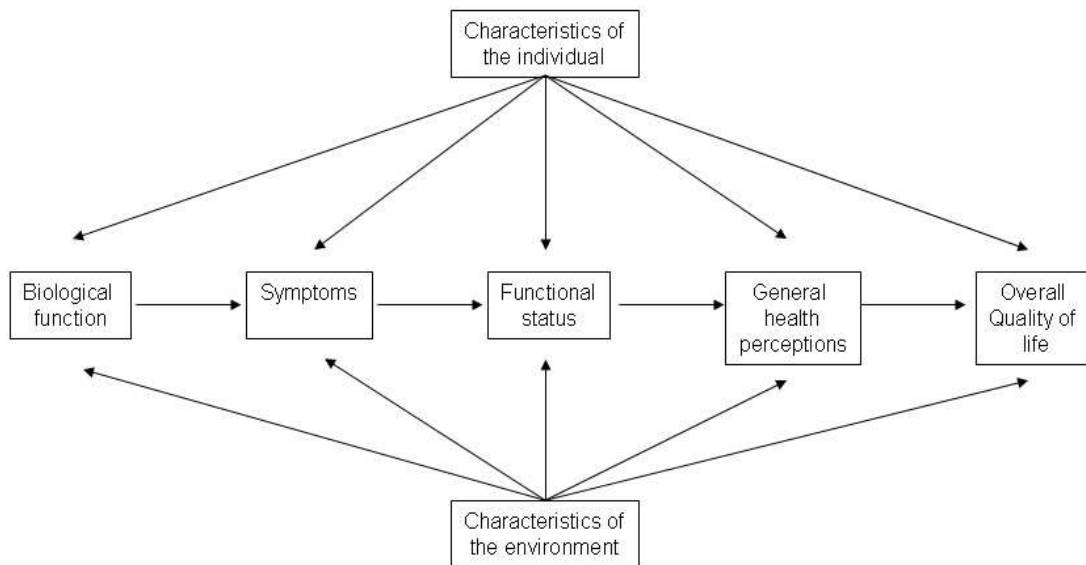 Characteristics of
the individual
Biological
function
Symptoms
Functional
status
General
health
perceptions
Overall
Quality of
life
Characteristics of
the environment